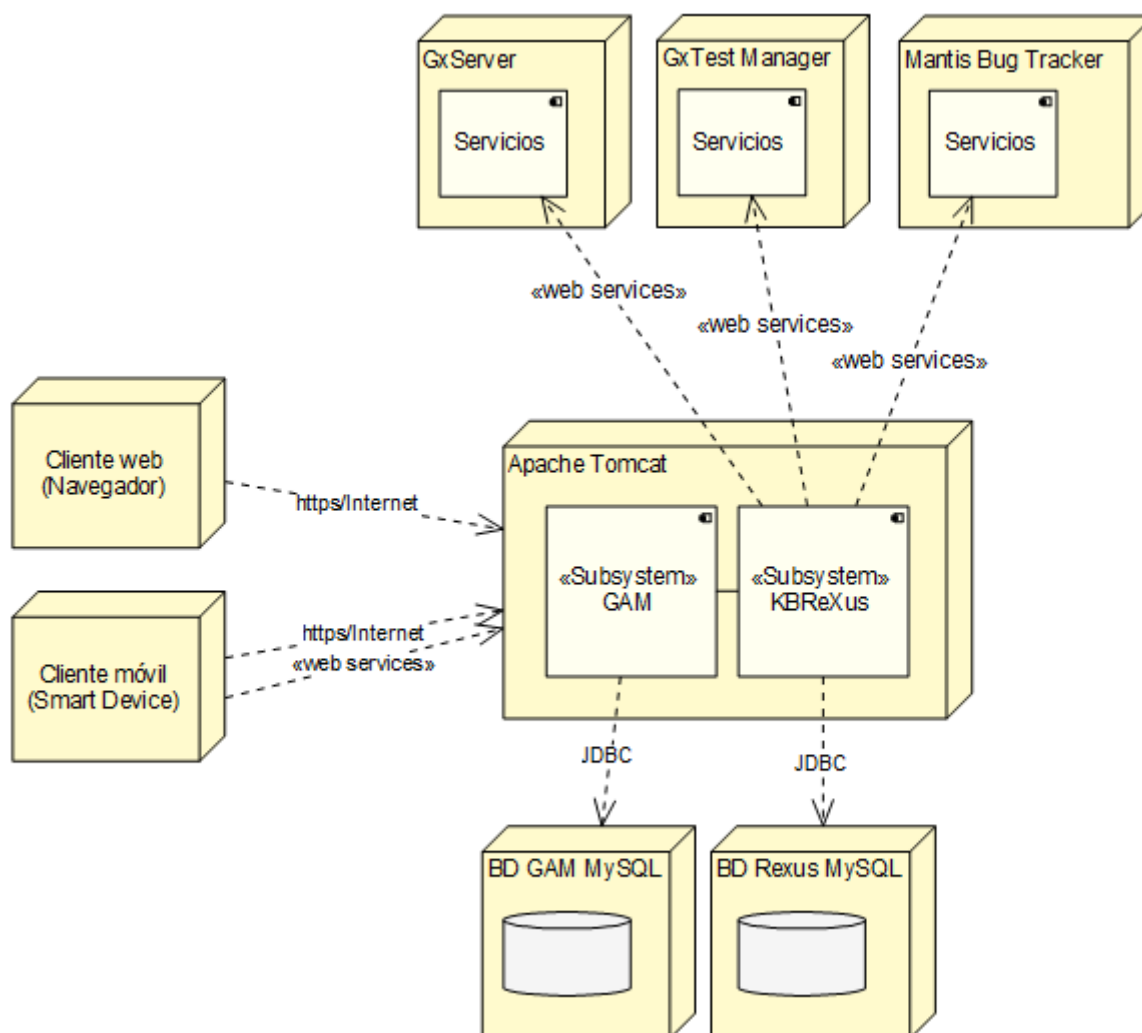 GxServer
Servicios
GxTest Manager
Servicios
Mantis Bug Tracker
Servicios
«web services»
«web services»
«web services»
Cliente web
(Navegador)
https/Internet
Cliente móvil
(Smart Device)
https/Internet
«web services»
Apache Tomcat
«Subsystem»
GAM
«Subsystem»
KBReXus
JDBC
JDBC
BD GAM MySQL
BD Rexus MySQL